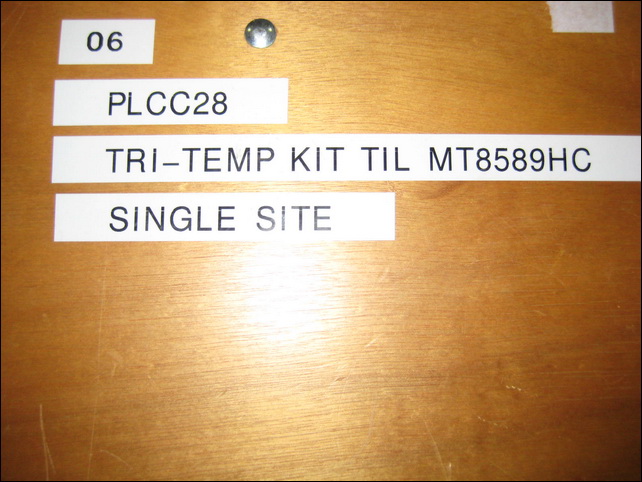 06
PLCC28
TRI-TEMP KIT TIL MT8589HC
SINGLE SITE